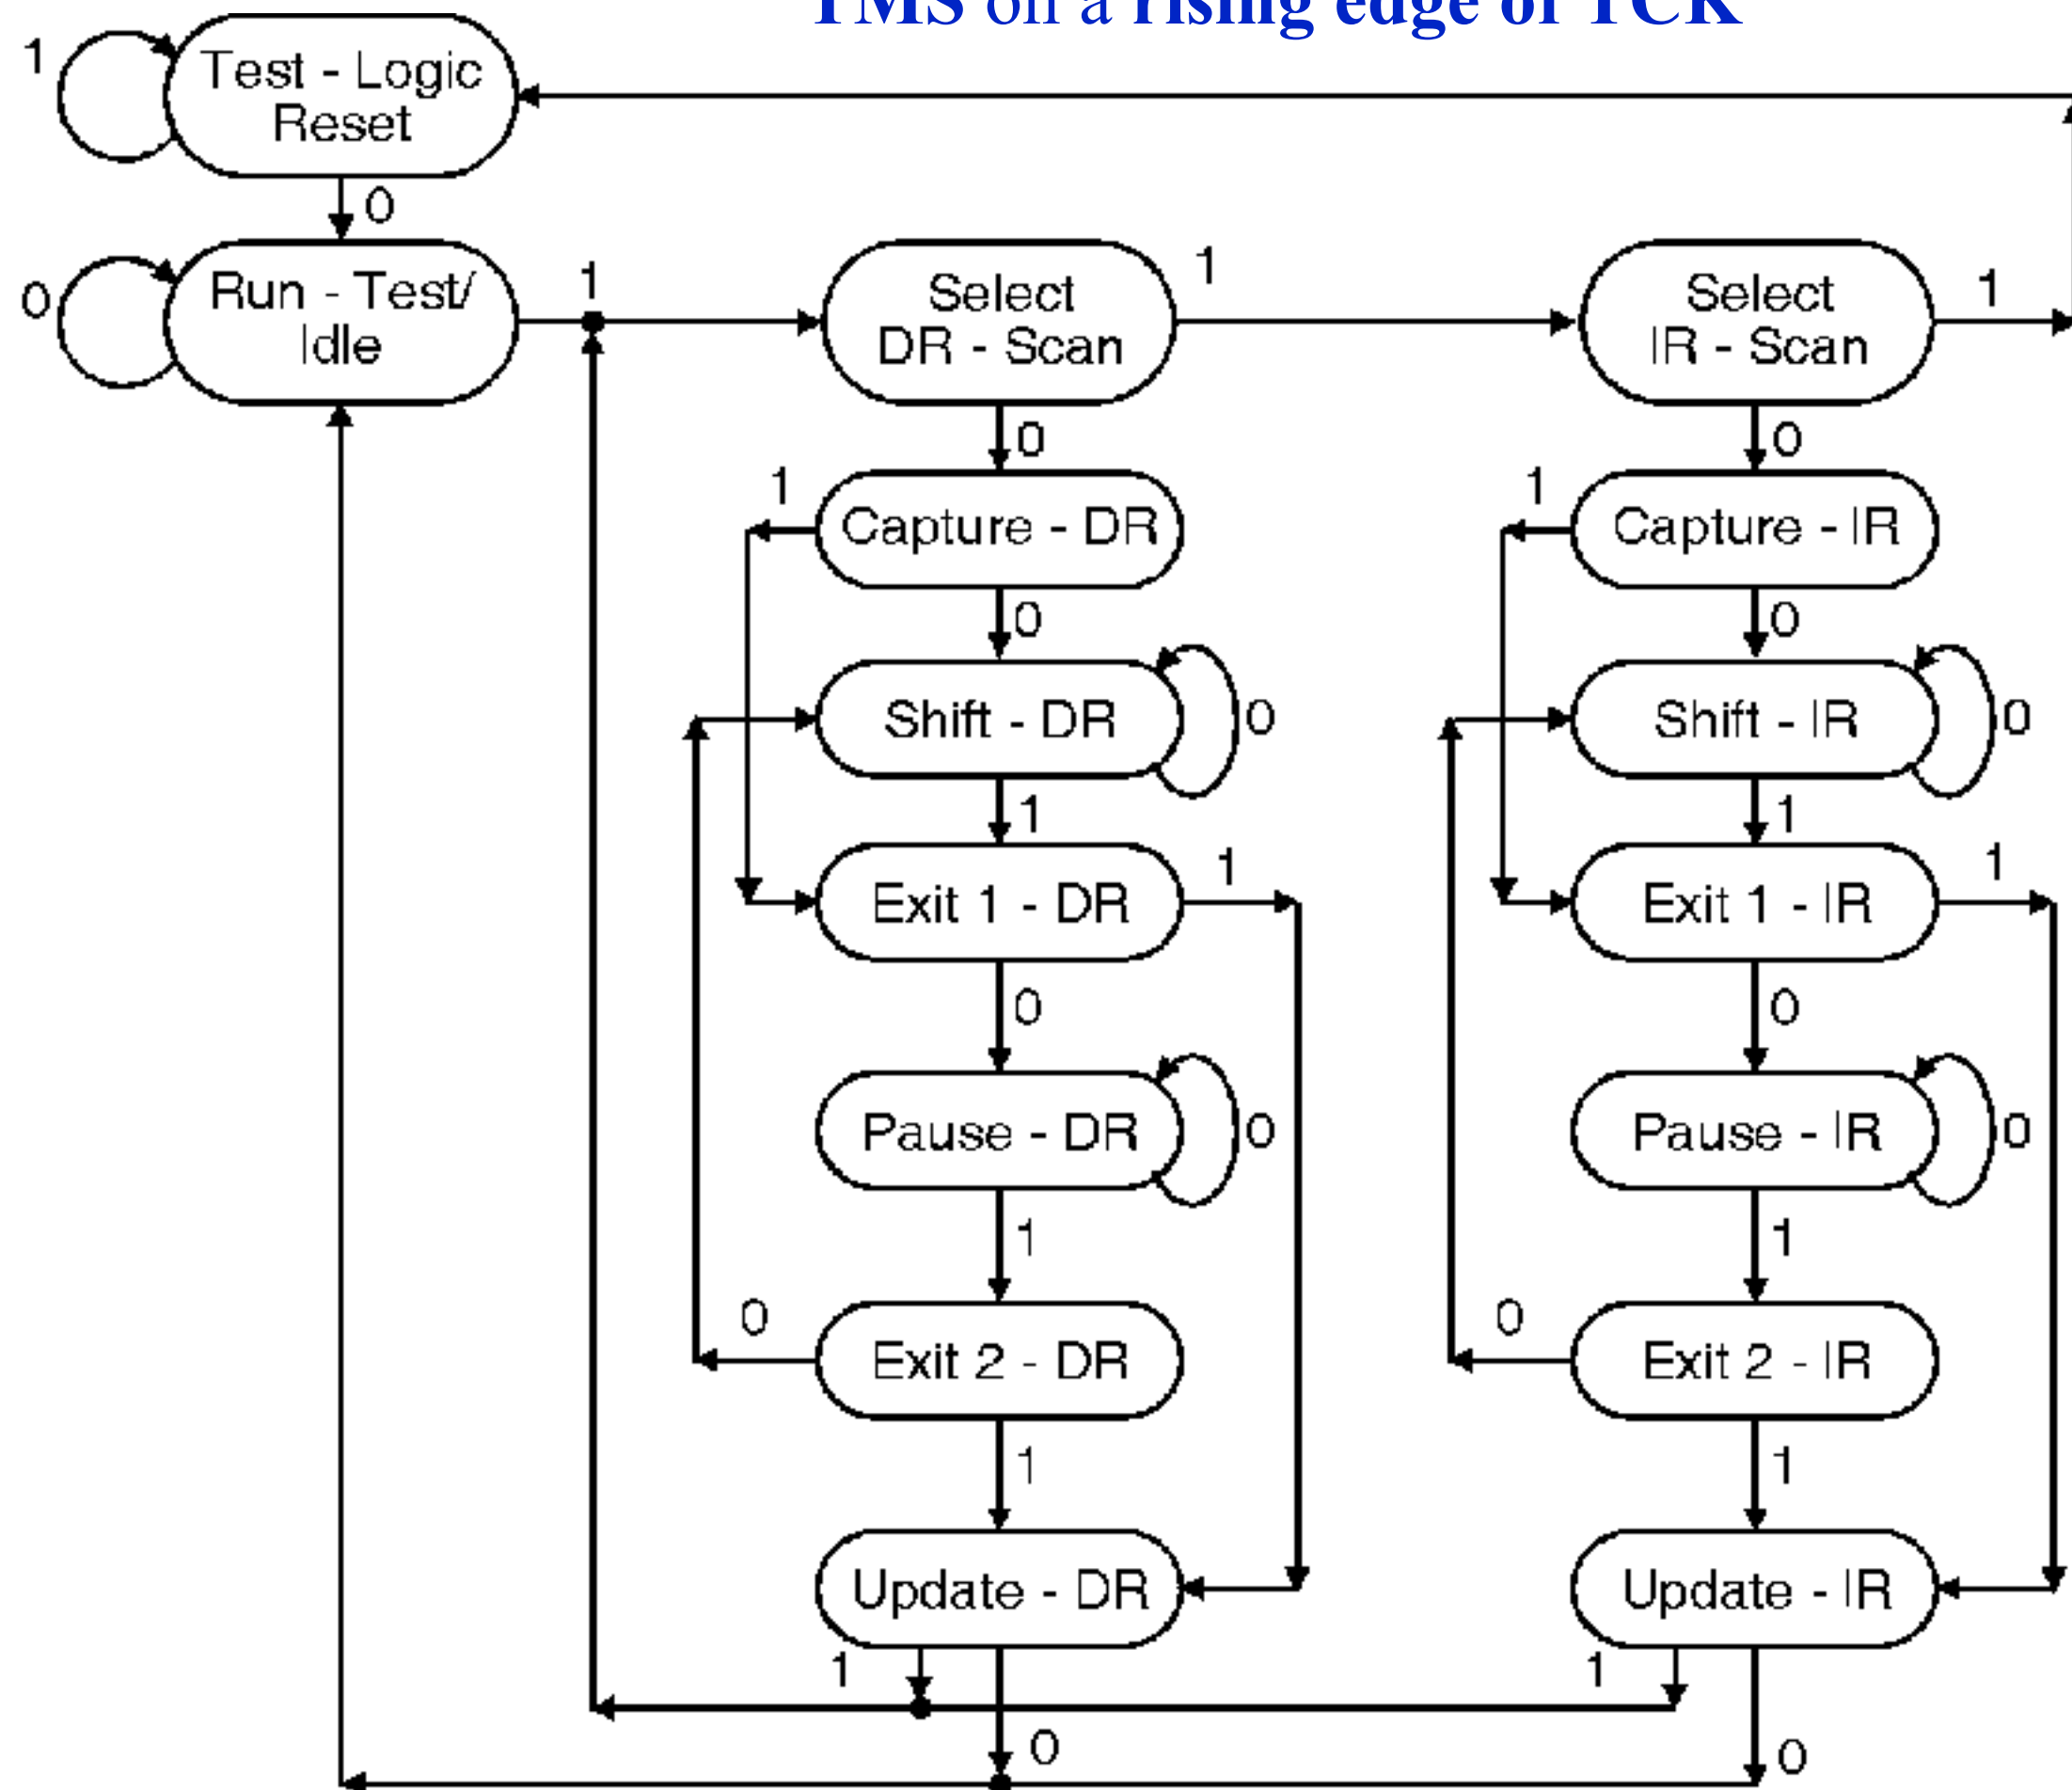 TMS on a rising edge of TCK
1
Test - Logic
Reset
0
0
Run - Test/
Idle
1
Select
DR - Scan
1
Select
IR - Scan
1
0
0
1
Capture - DR
1
Capture - IR
0
0
Shift - DR
0
Shift - IR
0
1
1
Exit 1 - DR
1
Exit 1 - IR
1
0
0
Pause - DR
0
Pause - IR
0
1
1
0
Exit 2 - DR
0
Exit 2 - IR
1
1
Update - DR
Update - IR
1
1
0
0